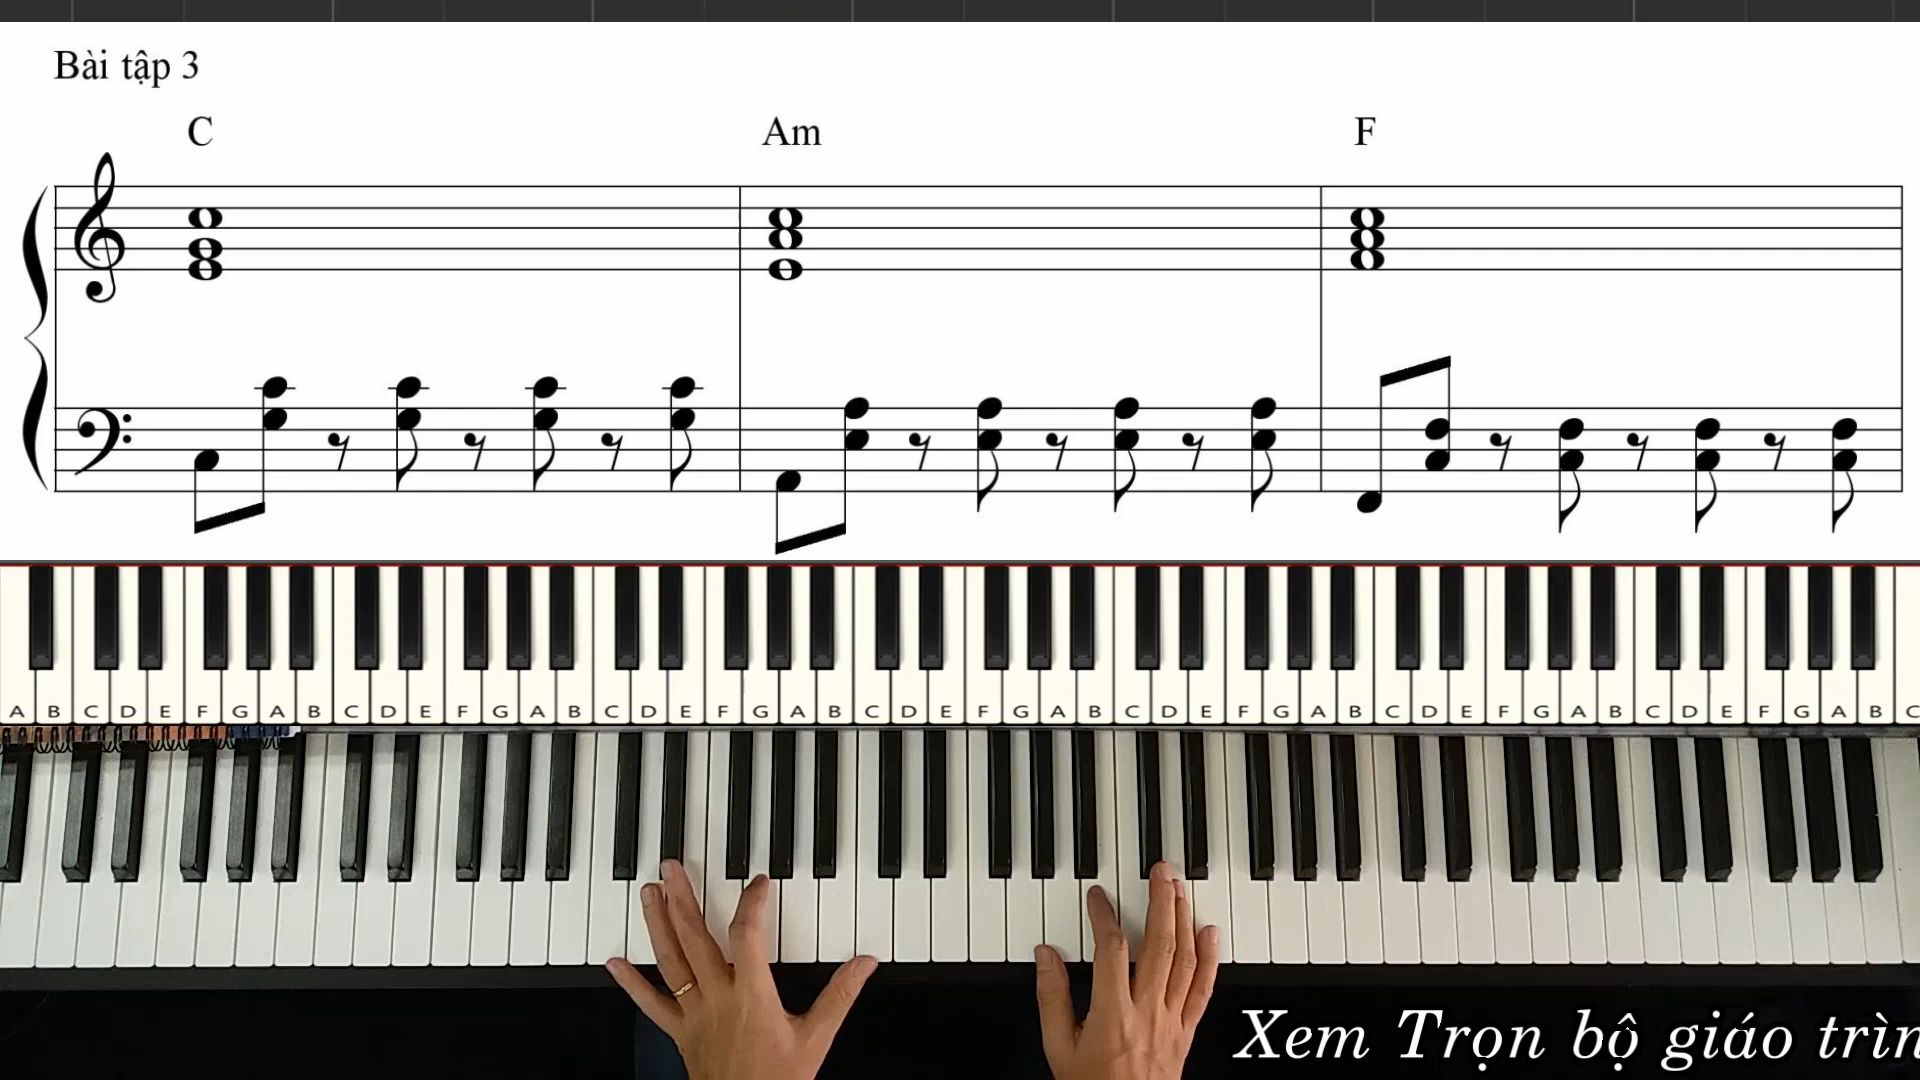 Bài tập 3
C Am F
A B C D E F G A B C D E F G A B C D E F G A B C D E F G A B C D E F G A B C D E F G A B C D E F G A B C
Xem Trọn bộ giáo trìn